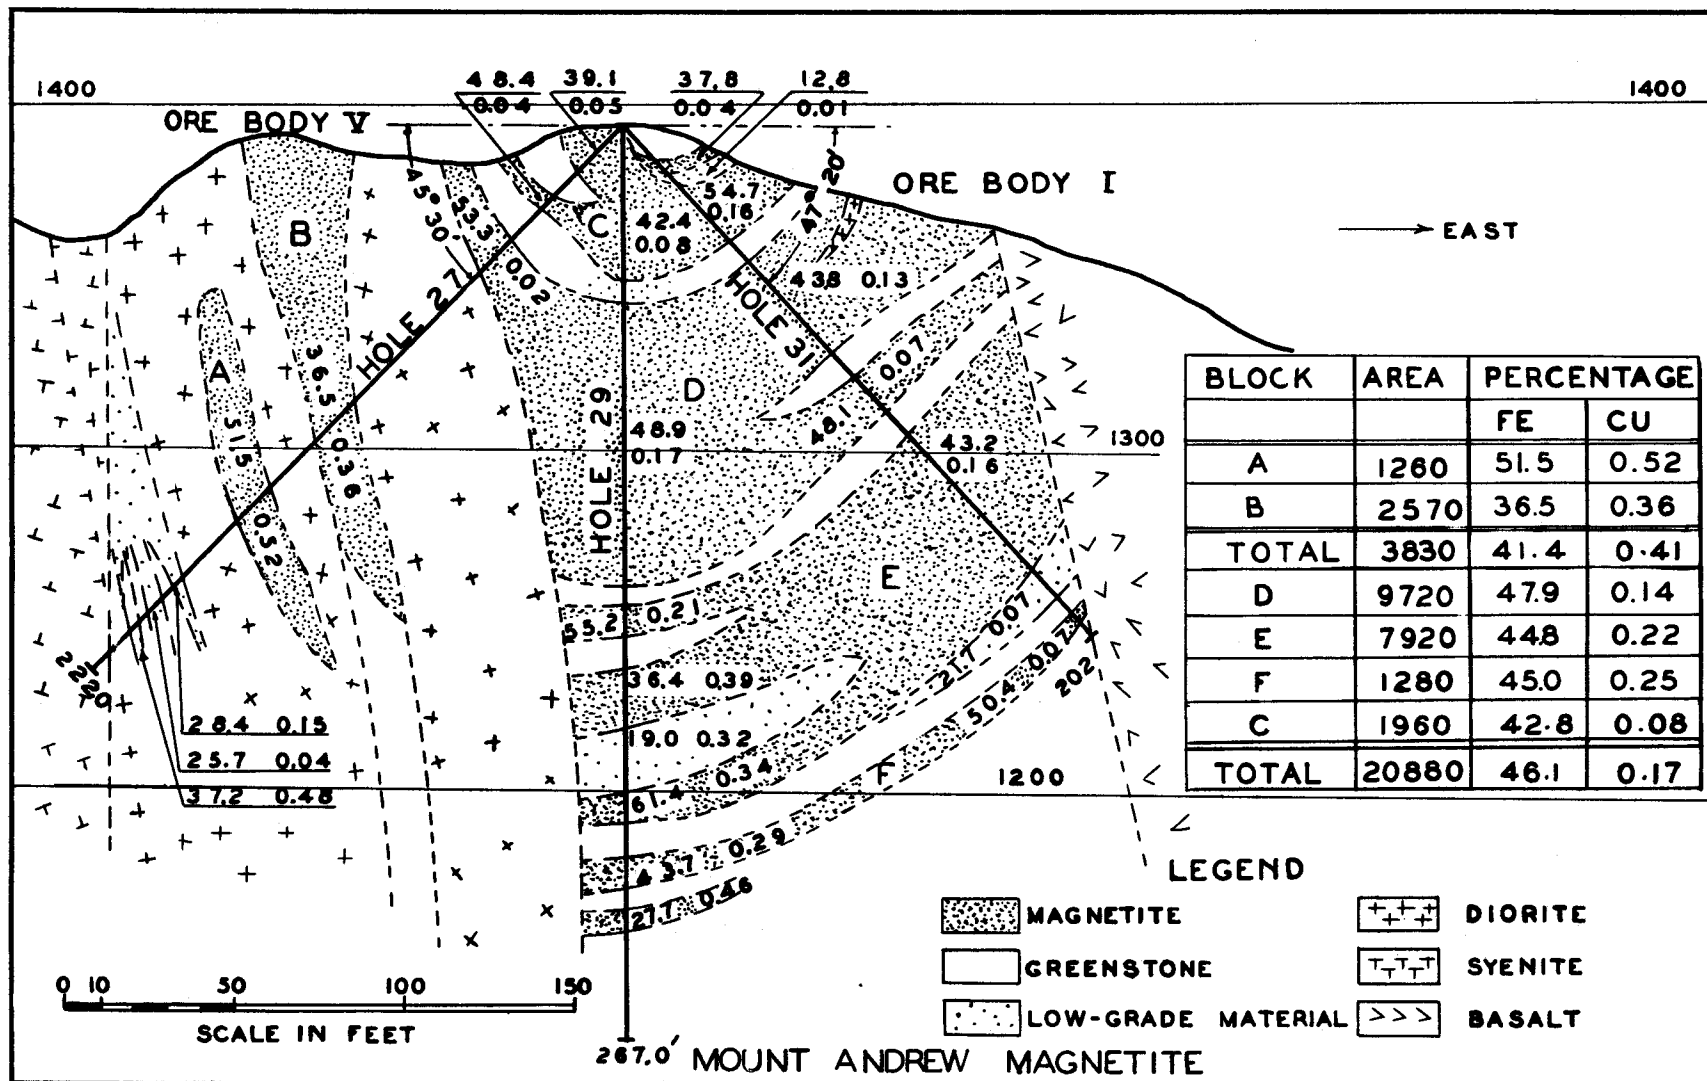 48.4 39.1 37.8 12.8
0.04 0.05 0.04 0.01
1400 1400
ORE BODY V
45° 30'
47° 20'
ORE BODY I
EAST
53.3 0.02
C
42.4
0.08
54.7
0.16
43.8 0.13
B
36.5 0.36
HOLE 27
HOLE 31
HOLE 29
A
51.5 0.52
D
48.9
0.17
48.1 0.07
43.2
0.16
1300
E
55.2 0.21
36.4 0.39
19.0 0.32
21.7 0.07
61.4 0.34
F
50.4 0.07
202'
43.7 0.29
27.7 0.46
1200
28.4 0.15
25.7 0.04
37.2 0.48
BLOCK AREA PERCENTAGE
FE CU
A 1260 51.5 0.52
B 2570 36.5 0.36
TOTAL 3830 41.4 0.41
D 9720 47.9 0.14
E 7920 44.8 0.22
F 1280 45.0 0.25
C 1960 42.8 0.08
TOTAL 20880 46.1 0.17
LEGEND
MAGNETITE
GREENSTONE
LOW-GRADE MATERIAL
DIORITE
SYENITE
BASALT
0 10 50 100 150
SCALE IN FEET
267.0'
MOUNT ANDREW MAGNETITE